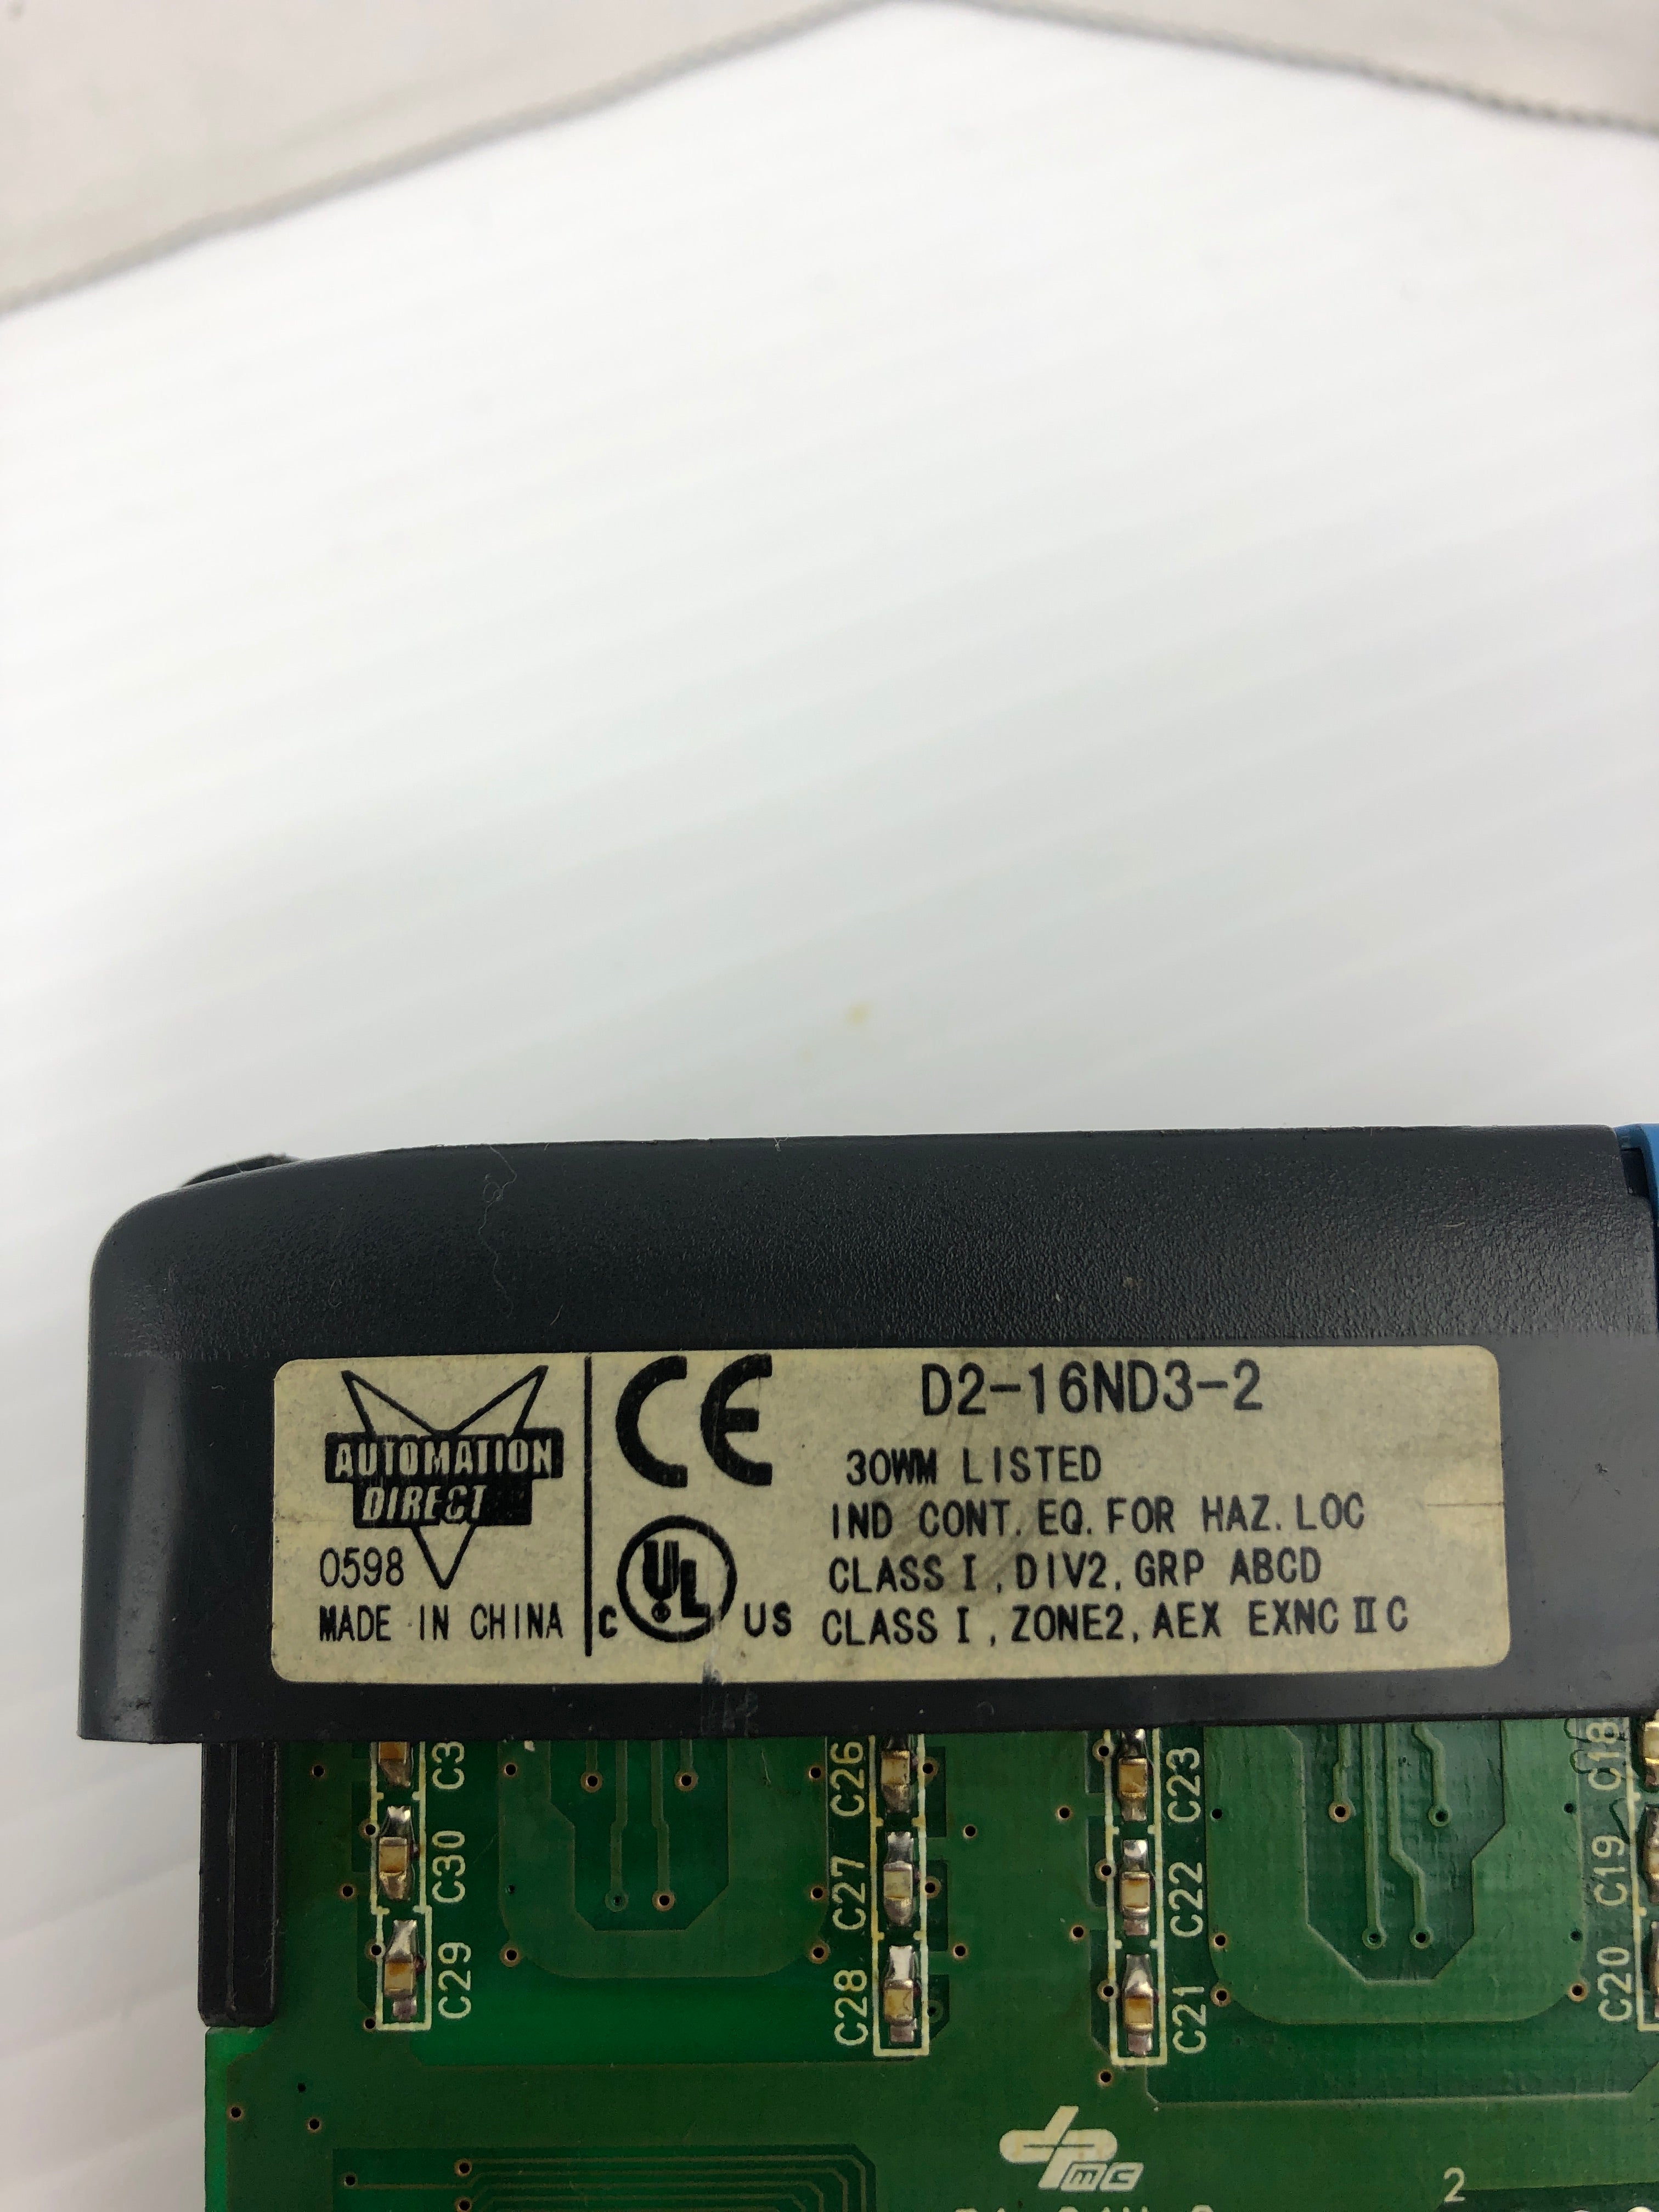 AUTOMATION
DIRECT
0598
MADE IN CHINA
CE
C UL US
D2-16ND3-2
30WM LISTED
IND CONT. EQ. FOR HAZ. LOC
CLASS I, DIV2, GRP ABCD
CLASS I, ZONE2, AEX EXNC II C
C3
C30
C29
C26
C27
C28
C23
C22
C21
C18
C19
C20
mc
2